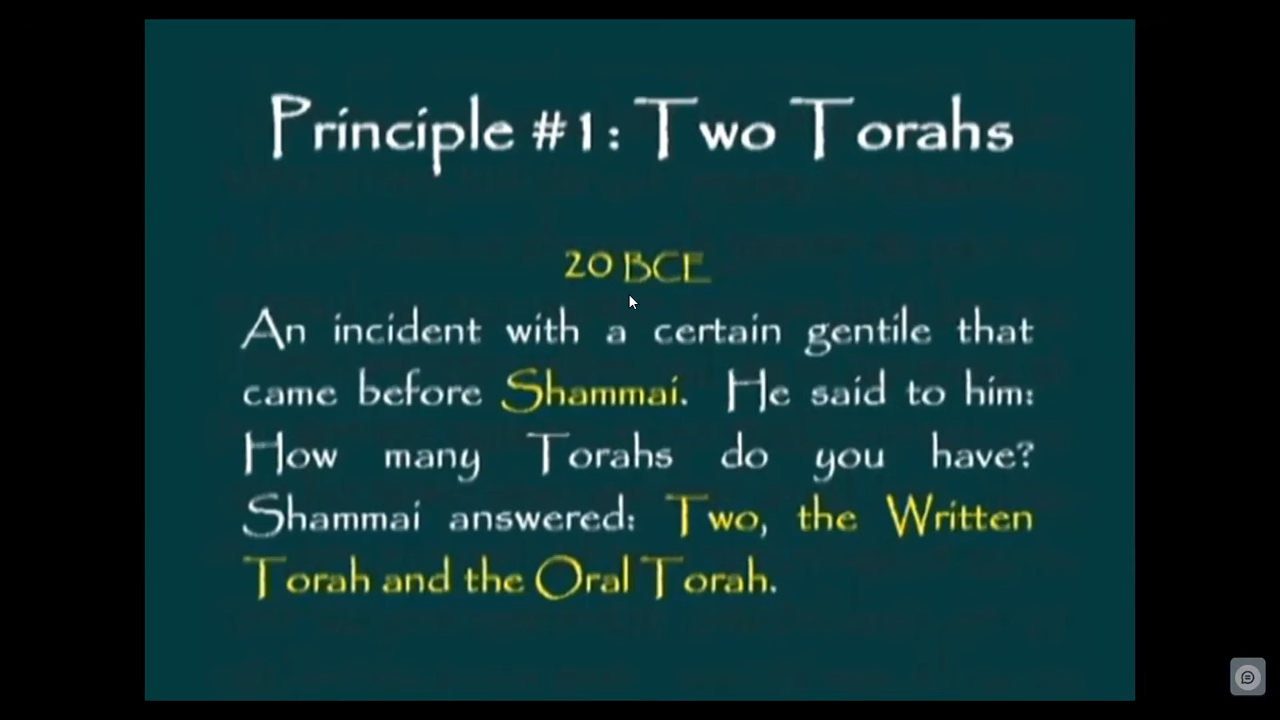 Principle #1: Two Torahs
20 BCE
An incident with a certain gentile that
came before Shammai. He said to him:
How many Torahs do you have?
Shammai answered: Two, the Written
Torah and the Oral Torah.